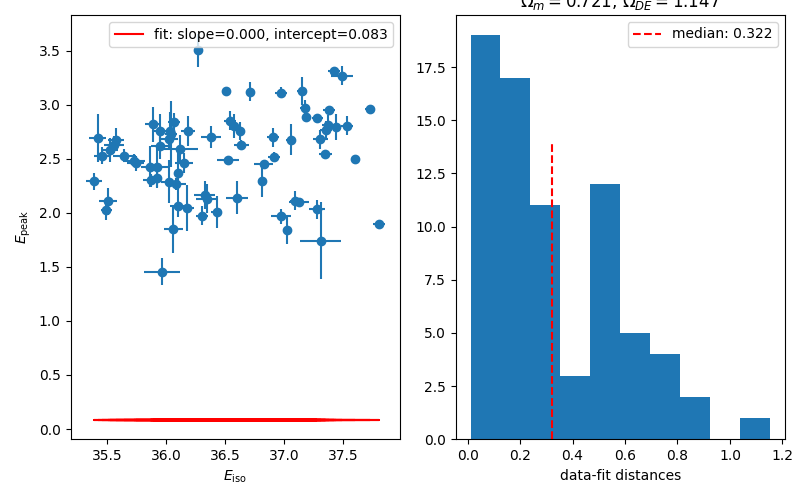 Ωm = 0.721, ΩDE = 1.147
fit: slope=0.000, intercept=0.083
median: 0.322
3.5
3.0
2.5
2.0
1.5
1.0
0.5
0.0
Epeak
35.5 36.0 36.5 37.0 37.5
Eiso
17.5
15.0
12.5
10.0
7.5
5.0
2.5
0.0
0.0 0.2 0.4 0.6 0.8 1.0 1.2
data-fit distances